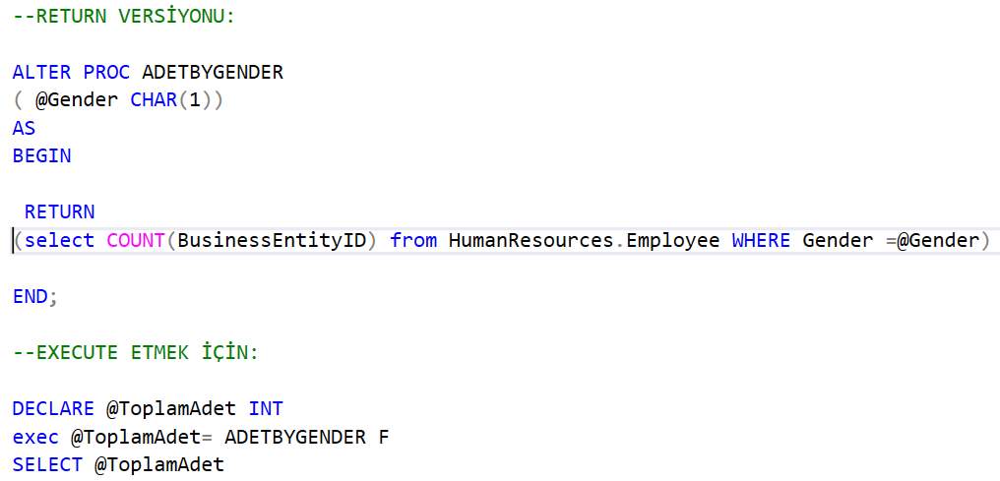 --RETURN VERSİYONU:
ALTER PROC ADETBYGENDER
( @Gender CHAR(1))
AS
BEGIN
RETURN
(select COUNT(BusinessEntityID) from HumanResources.Employee WHERE Gender =@Gender)
END;
--EXECUTE ETMEK İÇİN:
DECLARE @ToplamAdet INT
exec @ToplamAdet= ADETBYGENDER F
SELECT @ToplamAdet